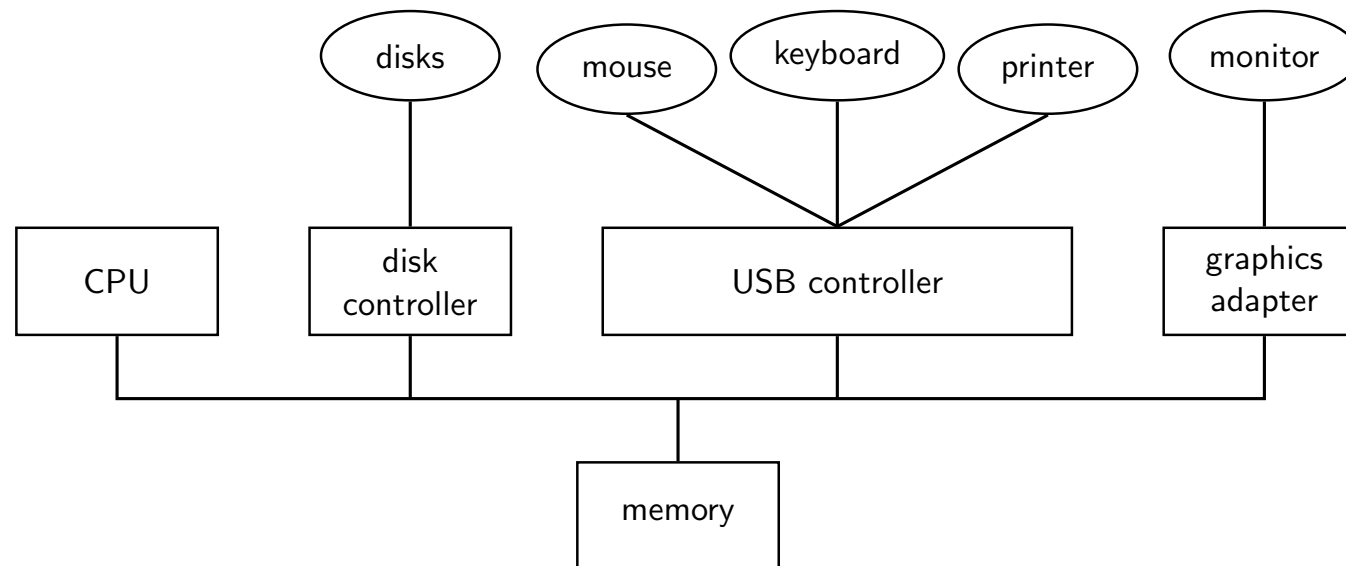 disks
mouse
keyboard
printer
monitor
CPU
disk
controller
USB controller
graphics
adapter
memory